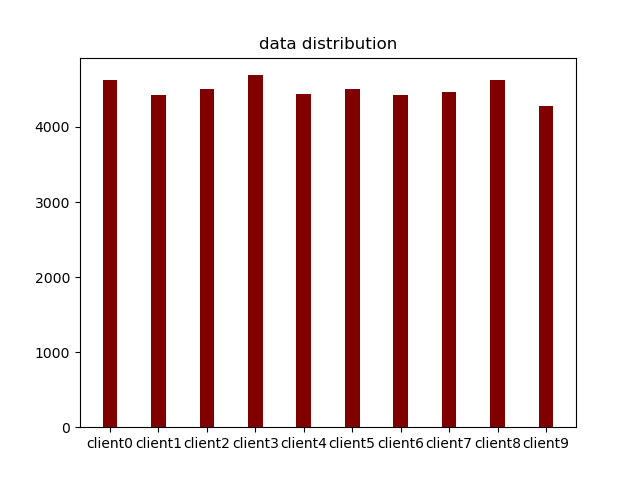 data distribution
4000
3000
2000
1000
0
client0 client1 client2 client3 client4 client5 client6 client7 client8 client9